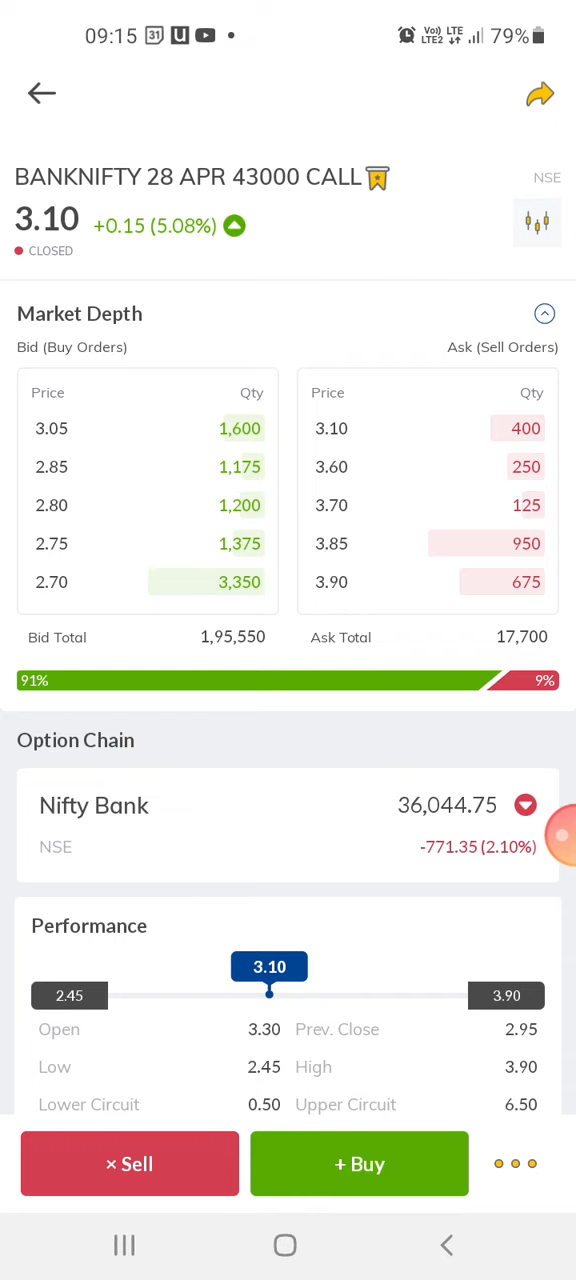 09:15 31 U Vo) LTE LTE2 79%
BANKNIFTY 28 APR 43000 CALL NSE
3.10 +0.15 (5.08%)
CLOSED
Market Depth
Bid (Buy Orders) Ask (Sell Orders)
Price Qty Price Qty
3.05 1,600 3.10 400
2.85 1,175 3.60 250
2.80 1,200 3.70 125
2.75 1,375 3.85 950
2.70 3,350 3.90 675
Bid Total 1,95,550 Ask Total 17,700
91% 9%
Option Chain
Nifty Bank 36,044.75
NSE -771.35 (2.10%)
Performance
3.10
2.45 3.90
Open 3.30 Prev. Close 2.95
Low 2.45 High 3.90
Lower Circuit 0.50 Upper Circuit 6.50
× Sell + Buy